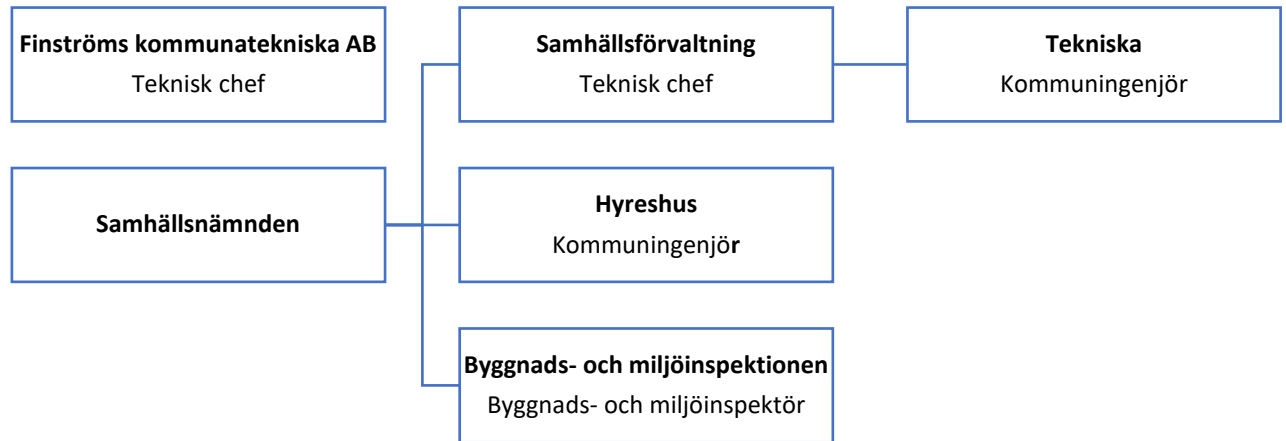 Finströms kommunatekniska AB
Teknisk chef
Samhällsförvaltning
Teknisk chef
Tekniska
Kommuningenjör
Samhällsnämnden
Hyreshus
Kommuningenjör
Byggnads- och miljöinspektionen
Byggnads- och miljöinspektör